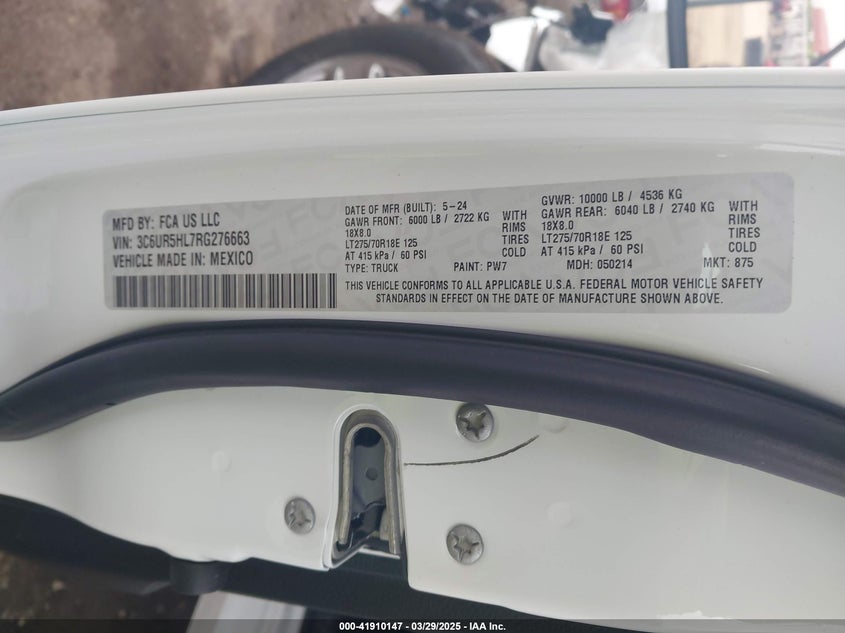 MFD BY: FCA US LLC
VIN: 3C6UR5HL7RG276663
VEHICLE MADE IN: MEXICO
DATE OF MFR (BUILT): 5-24
GAWR FRONT: 6000 LB / 2722 KG WITH
18X8.0 RIMS
LT275/70R18E 125 TIRES
AT 415 kPa / 60 PSI COLD
TYPE: TRUCK PAINT: PW7
GVWR: 10000 LB / 4536 KG
GAWR REAR: 6040 LB / 2740 KG WITH
18X8.0 RIMS
LT275/70R18E 125 TIRES
AT 415 kPa / 60 PSI COLD
MDH: 050214 MKT: 875
THIS VEHICLE CONFORMS TO ALL APPLICABLE U.S.A. FEDERAL MOTOR VEHICLE SAFETY
STANDARDS IN EFFECT ON THE DATE OF MANUFACTURE SHOWN ABOVE.
000-41910147 - 03/29/2025 - IAA Inc.